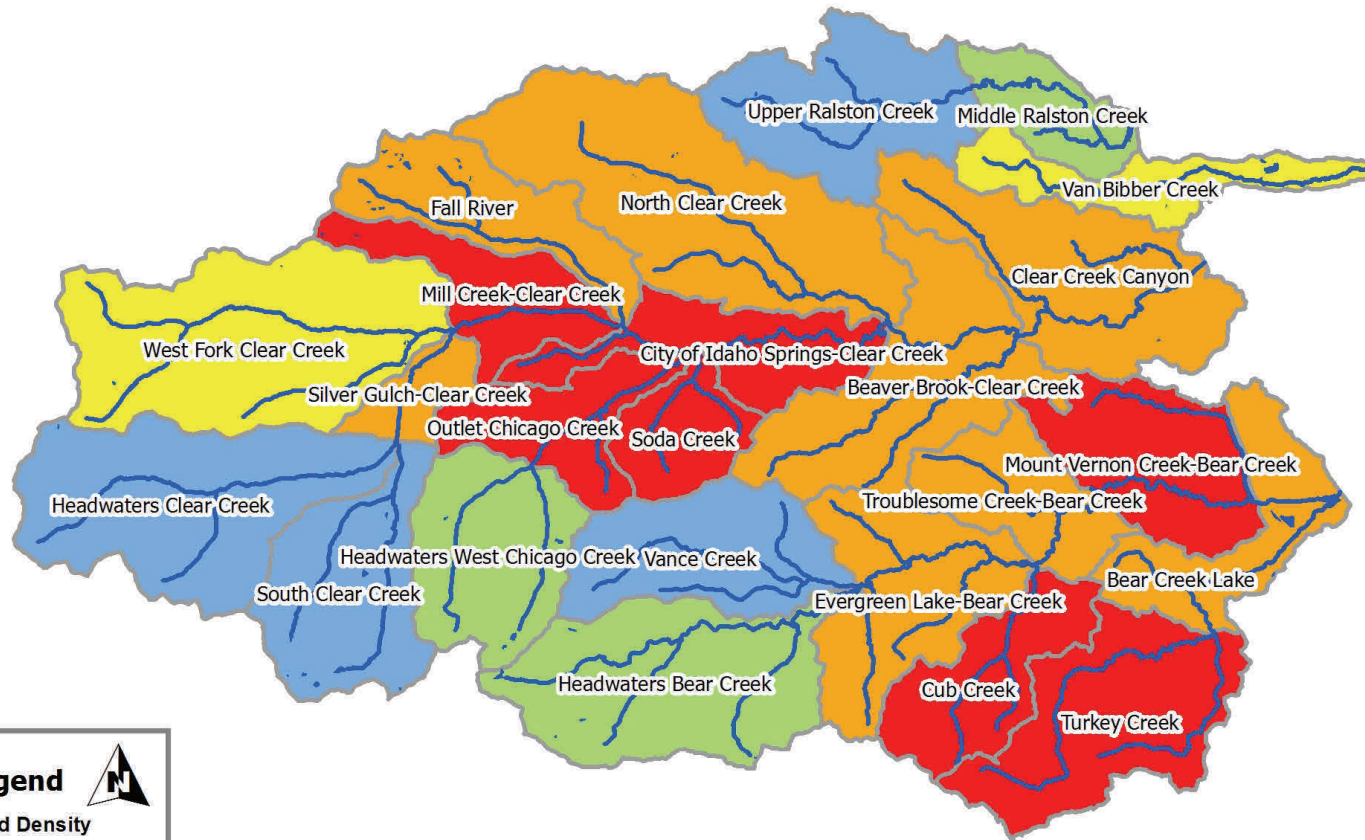 Upper Ralston Creek
Middle Ralston Creek
Van Bibber Creek
Fall River
North Clear Creek
Clear Creek Canyon
Mill Creek-Clear Creek
West Fork Clear Creek
City of Idaho Springs-Clear Creek
Silver Gulch-Clear Creek
Beaver Brook-Clear Creek
Outlet Chicago Creek
Soda Creek
Mount Vernon Creek-Bear Creek
Headwaters Clear Creek
Troublesome Creek-Bear Creek
Headwaters West Chicago Creek
Vance Creek
Bear Creek Lake
South Clear Creek
Evergreen Lake-Bear Creek
Headwaters Bear Creek
Cub Creek
Turkey Creek
gend
N
d Density